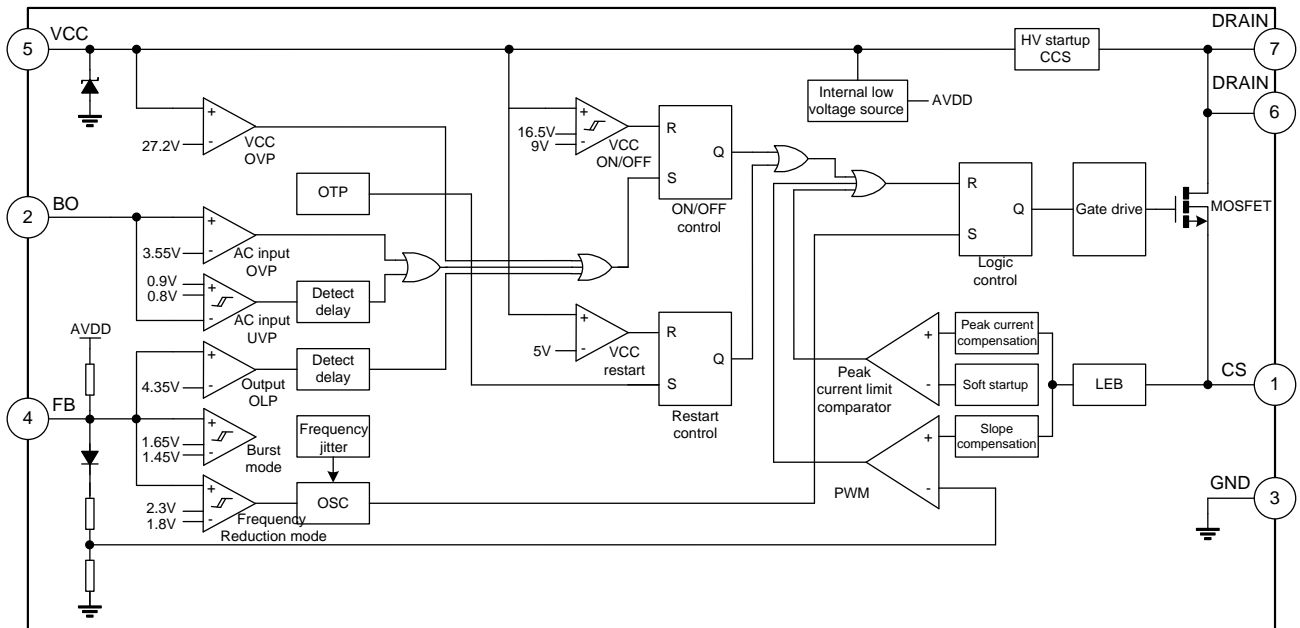 VCC
5
DRAIN
7
HV startup
CCS
DRAIN
6
Internal low
voltage source
AVDD
+
-
27.2V
VCC
OVP
+
-
16.5V
9V
VCC
ON/OFF
R
S
Q
ON/OFF
control
OTP
BO
2
+
-
3.55V
AC input
OVP
0.9V
0.8V
+
-
AC input
UVP
Detect
delay
R
S
Q
Logic
control
Gate drive
MOSFET
AVDD
+
-
4.35V
Output
OLP
Detect
delay
+
-
5V
VCC
restart
R
S
Q
Restart
control
+
-
Peak
current limit
comparator
Peak current
compensation
Soft startup
LEB
CS
1
FB
4
+
-
1.65V
1.45V
Burst
mode
Frequency
jitter
+
-
PWM
Slope
compensation
+
-
2.3V
1.8V
Frequency
Reduction mode
OSC
GND
3